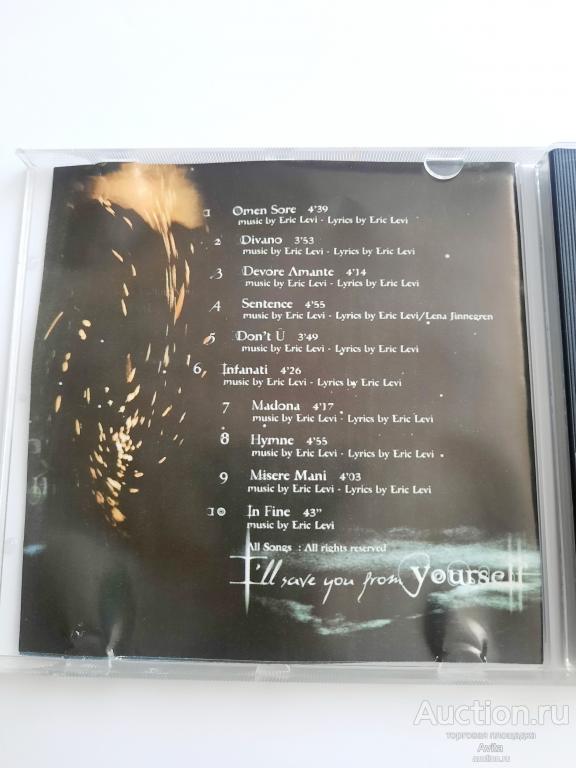 1 Omen Sore 4'39
music by Eric Levi - Lyrics by Eric Levi
2 Divano 3'53
music by Eric Levi - Lyrics by Eric Levi
3 Devore Amante 4'14
music by Eric Levi - Lyrics by Eric Levi
4 Sentence 4'55
music by Eric Levi - Lyrics by Eric Levi/Lena Jinnegren
5 Don't Ü 3'49
music by Eric Levi - Lyrics by Eric Levi
6 Infanati 4'26
music by Eric Levi - Lyrics by Eric Levi
7 Madona 4'17
music by Eric Levi - Lyrics by Eric Levi
8 Hymne 4'55
music by Eric Levi - Lyrics by Eric Levi
9 Misere Mani 4'03
music by Eric Levi - Lyrics by Eric Levi
10 In Fine 43"
music by Eric Levi
All Songs : All rights reserved
I'll save you from yourself
Auction.ru
торговая площадка
Avita
auction.ru